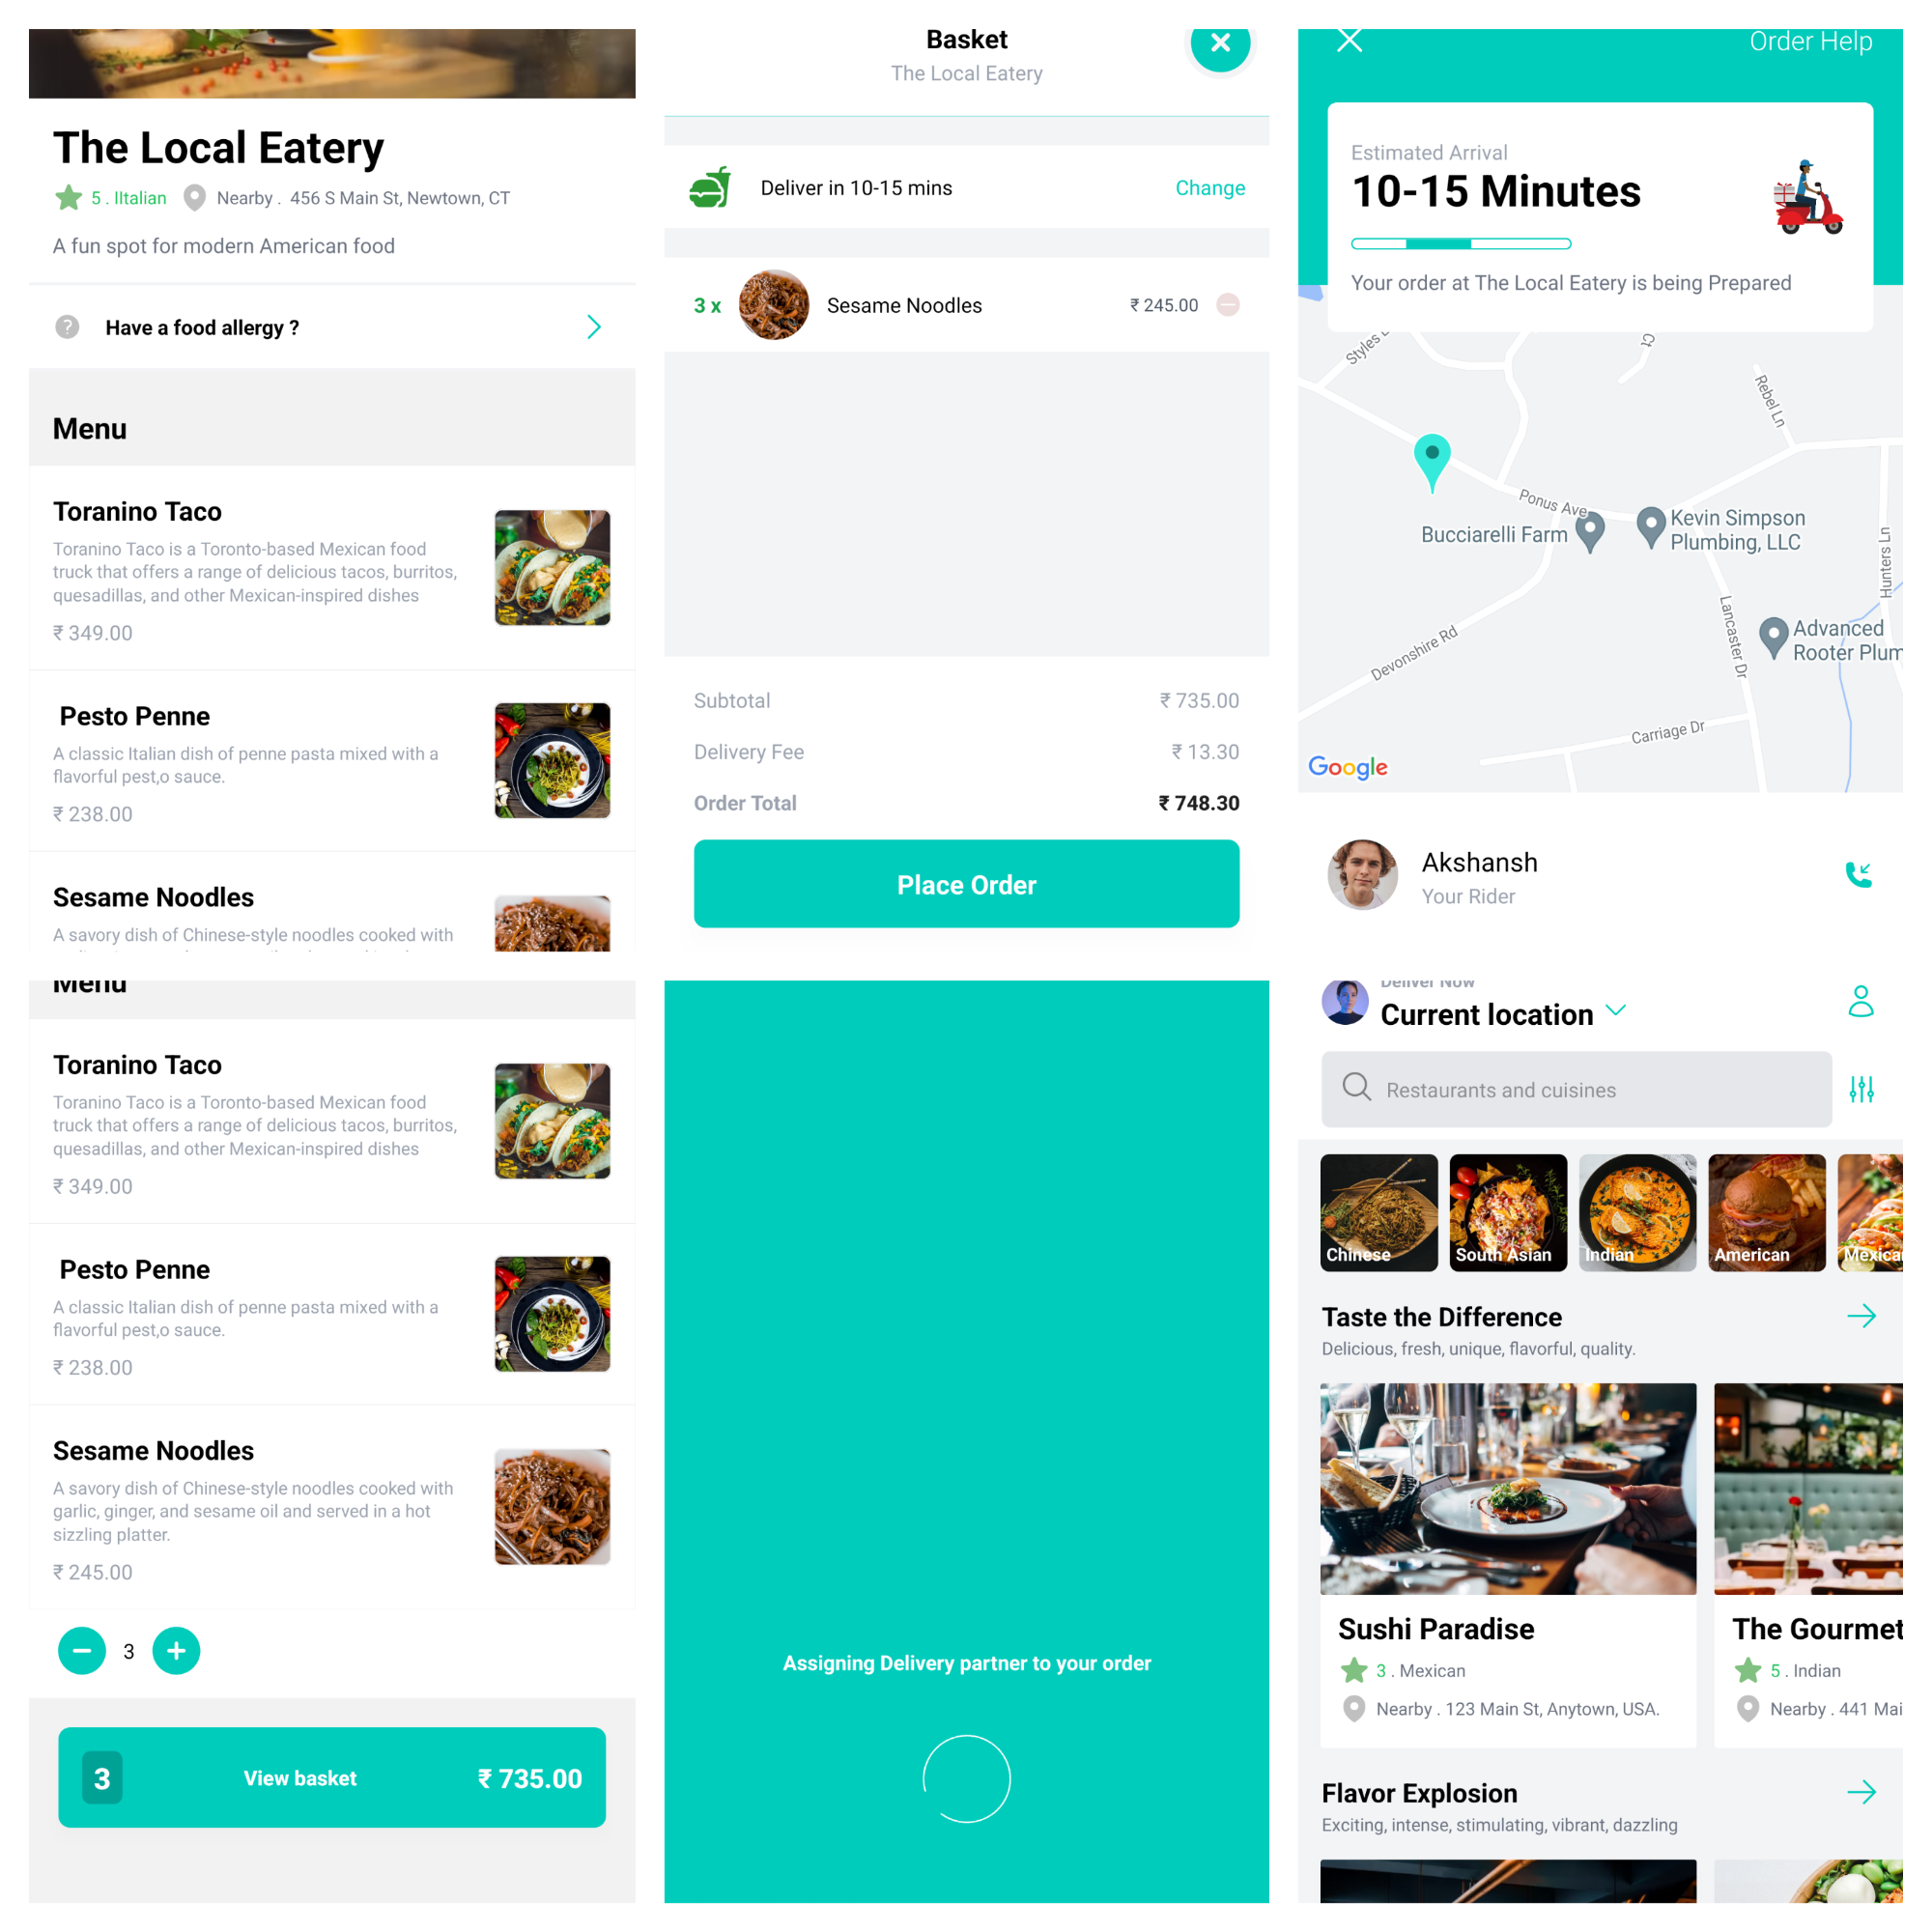 The Local Eatery
5 . IItalian Nearby . 456 S Main St, Newtown, CT
A fun spot for modern American food
? Have a food allergy ?
Menu
Toranino Taco
Toranino Taco is a Toronto-based Mexican food
truck that offers a range of delicious tacos, burritos,
quesadillas, and other Mexican-inspired dishes
₹ 349.00
Pesto Penne
A classic Italian dish of penne pasta mixed with a
flavorful pest,o sauce.
₹ 238.00
Sesame Noodles
A savory dish of Chinese-style noodles cooked with
Basket
The Local Eatery
Deliver in 10-15 mins Change
3 x Sesame Noodles ₹ 245.00
Subtotal ₹ 735.00
Delivery Fee ₹ 13.30
Order Total ₹ 748.30
Place Order
Order Help
Estimated Arrival
10-15 Minutes
Your order at The Local Eatery is being Prepared
Styles
Ct
Rebel Ln
Ponus Ave
Bucciarelli Farm
Kevin Simpson
Plumbing, LLC
Hunters Ln
Lancaster Dr
Advanced
Rooter Plum
Devonshire Rd
Carriage Dr
Google
Akshansh
Your Rider
Menu
Toranino Taco
Toranino Taco is a Toronto-based Mexican food
truck that offers a range of delicious tacos, burritos,
quesadillas, and other Mexican-inspired dishes
₹ 349.00
Pesto Penne
A classic Italian dish of penne pasta mixed with a
flavorful pest,o sauce.
₹ 238.00
Sesame Noodles
A savory dish of Chinese-style noodles cooked with
garlic, ginger, and sesame oil and served in a hot
sizzling platter.
₹ 245.00
3
3 View basket ₹ 735.00
Assigning Delivery partner to your order
Deliver Now
Current location
Restaurants and cuisines
Chinese
South Asian
Indian
American
Mexica
Taste the Difference
Delicious, fresh, unique, flavorful, quality.
Sushi Paradise
3 . Mexican
Nearby . 123 Main St, Anytown, USA.
The Gourmet
5 . Indian
Nearby . 441 Mai
Flavor Explosion
Exciting, intense, stimulating, vibrant, dazzling